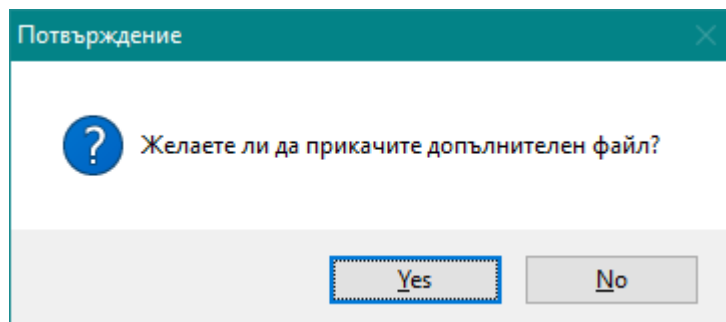 Потвърждение
Желаете ли да прикачите допълнителен файл?
Yes
No